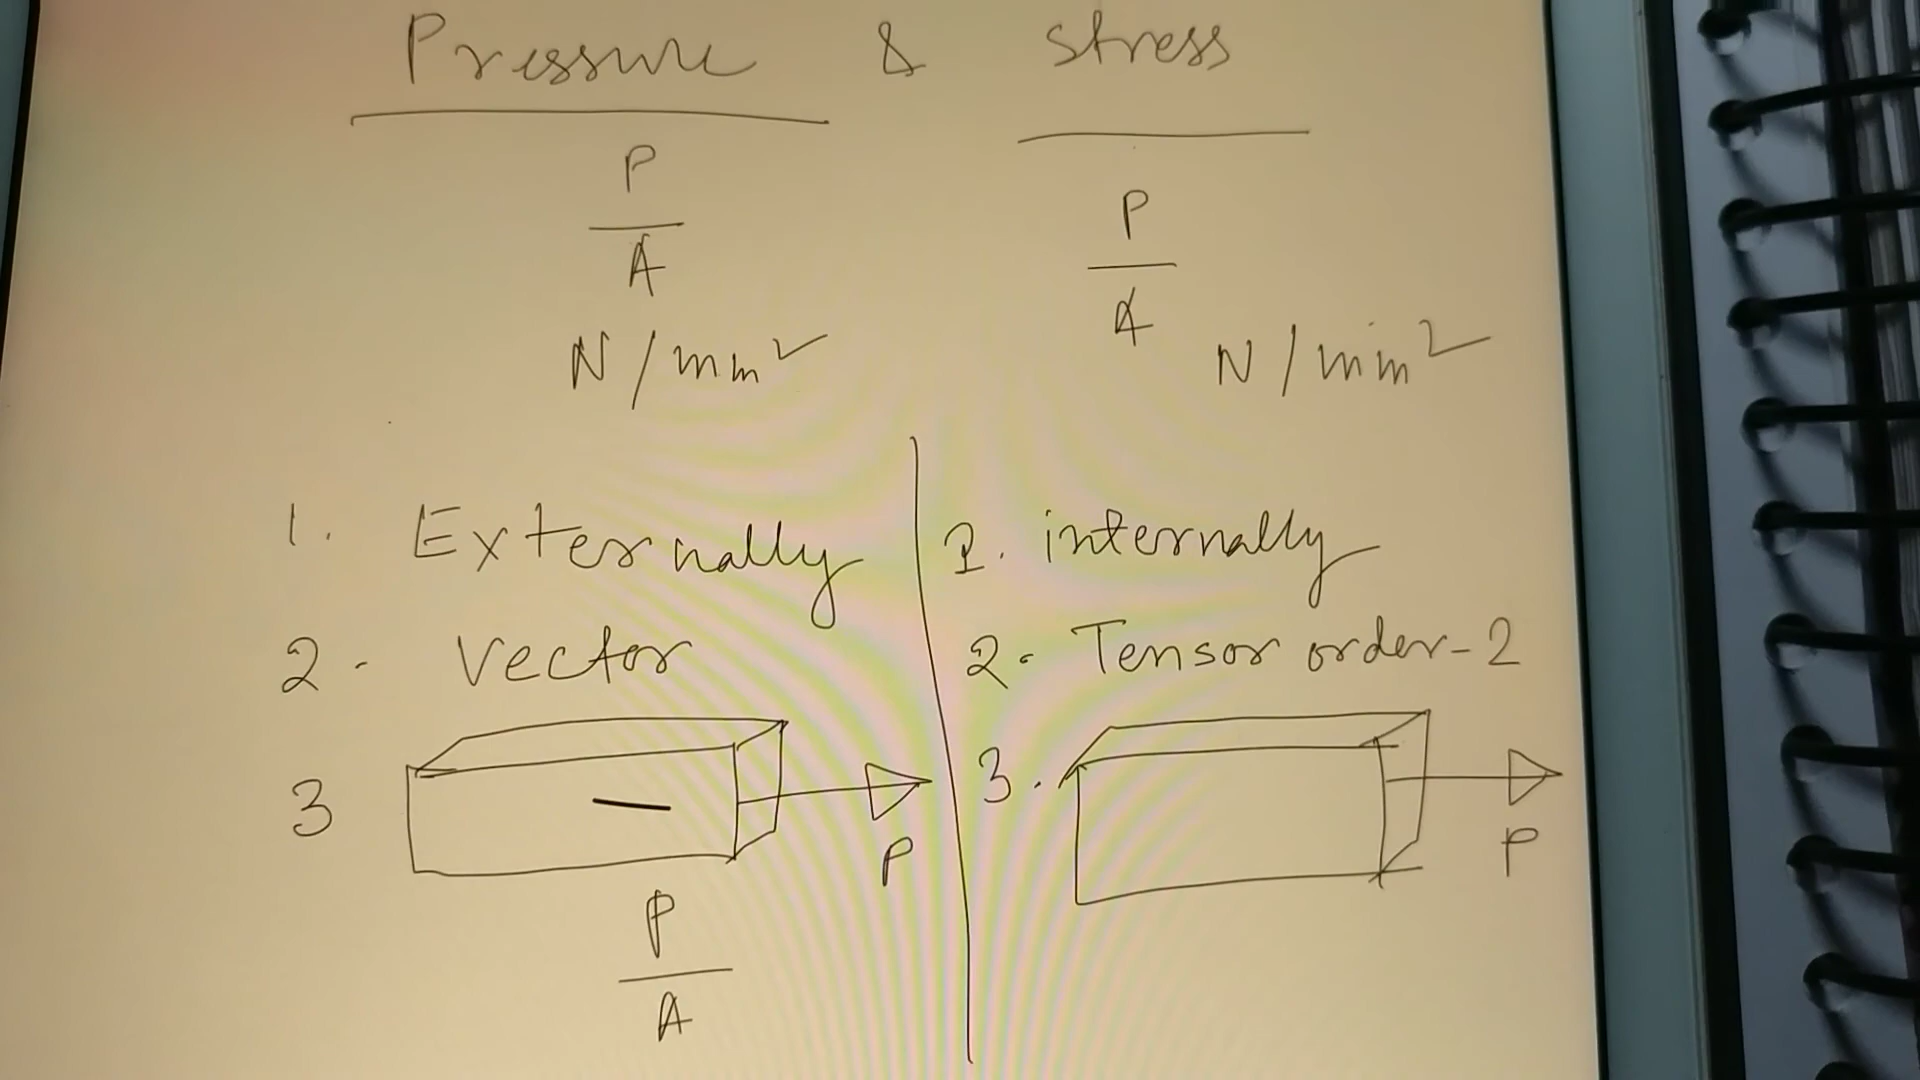 Pressure & stress
P
A
N/mm²
P
A
N/mm²
1. Externally
2. Vector
3
P
P
A
1. internally
2. Tensor order-2
3.
P